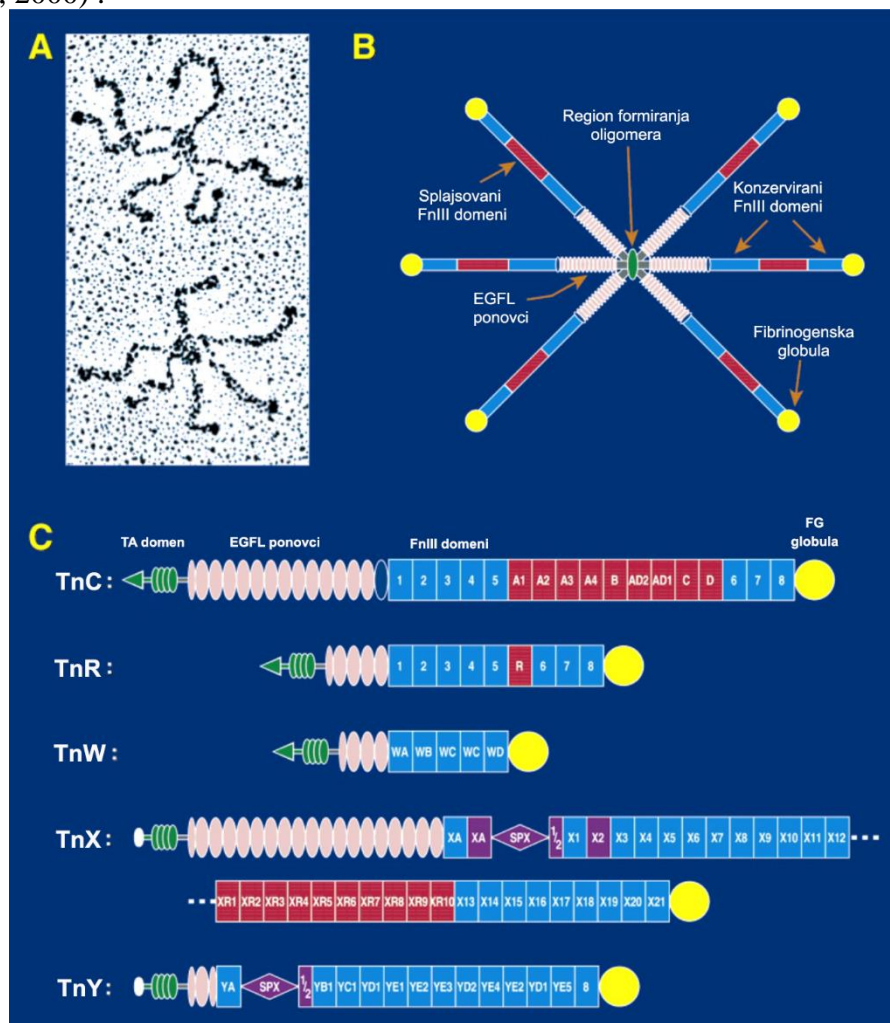 , 2000) .
A
B
Region formiranja
oligomera
Splajsovani
FnIII domeni
Konzervirani
FnIII domeni
EGFL
ponovci
Fibrinogenska
globula
C
TA domen EGFL ponovci FnIII domeni FG
globula
TnC : 1 2 3 4 5 A1 A2 A3 A4 B AD2 AD1 C D 6 7 8
TnR : 1 2 3 4 5 R 6 7 8
TnW : WA WB WC WC WD
TnX : XA XA SPX 1/2 X1 X2 X3 X4 X5 X6 X7 X8 X9 X10 X11 X12
XR1 XR2 XR3 XR4 XR5 XR6 XR7 XR8 XR9 XR10 X13 X14 X15 X16 X17 X18 X19 X20 X21
TnY : YA SPX 1/2 YB1 YC1 YD1 YE1 YE2 YE3 YD2 YE4 YE2 YD1 YE5 8